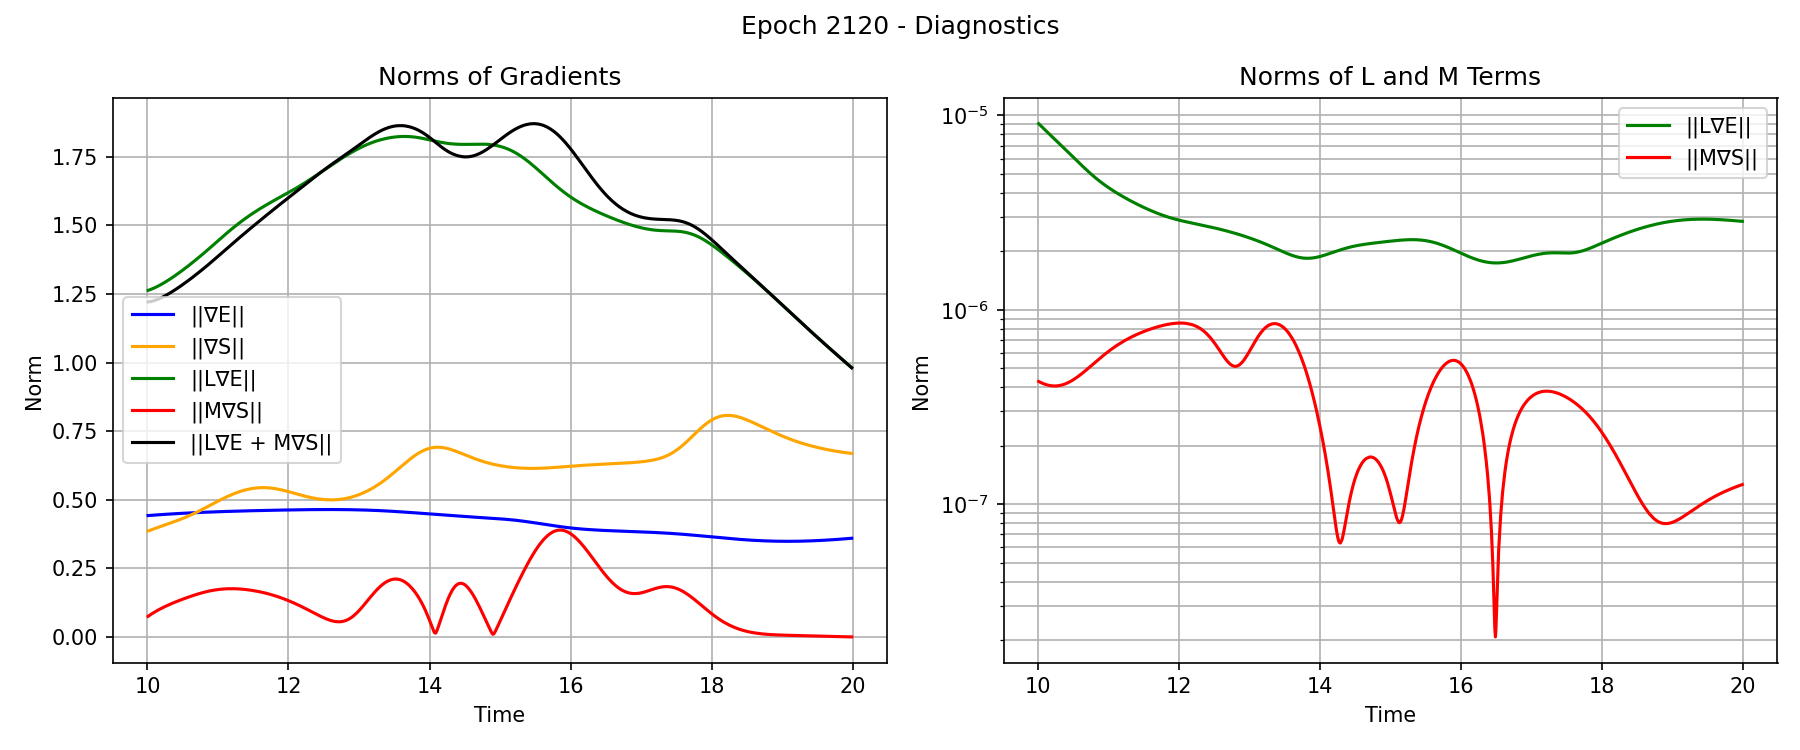 Epoch 2120 - Diagnostics
Norms of Gradients
Norm
1.75
1.50
1.25
1.00
0.75
0.50
0.25
0.00
||∇E||
||∇S||
||L∇E||
||M∇S||
||L∇E + M∇S||
10 12 14 16 18 20
Time
Norms of L and M Terms
Norm
10⁻⁵
10⁻⁶
10⁻⁷
||L∇E||
||M∇S||
10 12 14 16 18 20
Time